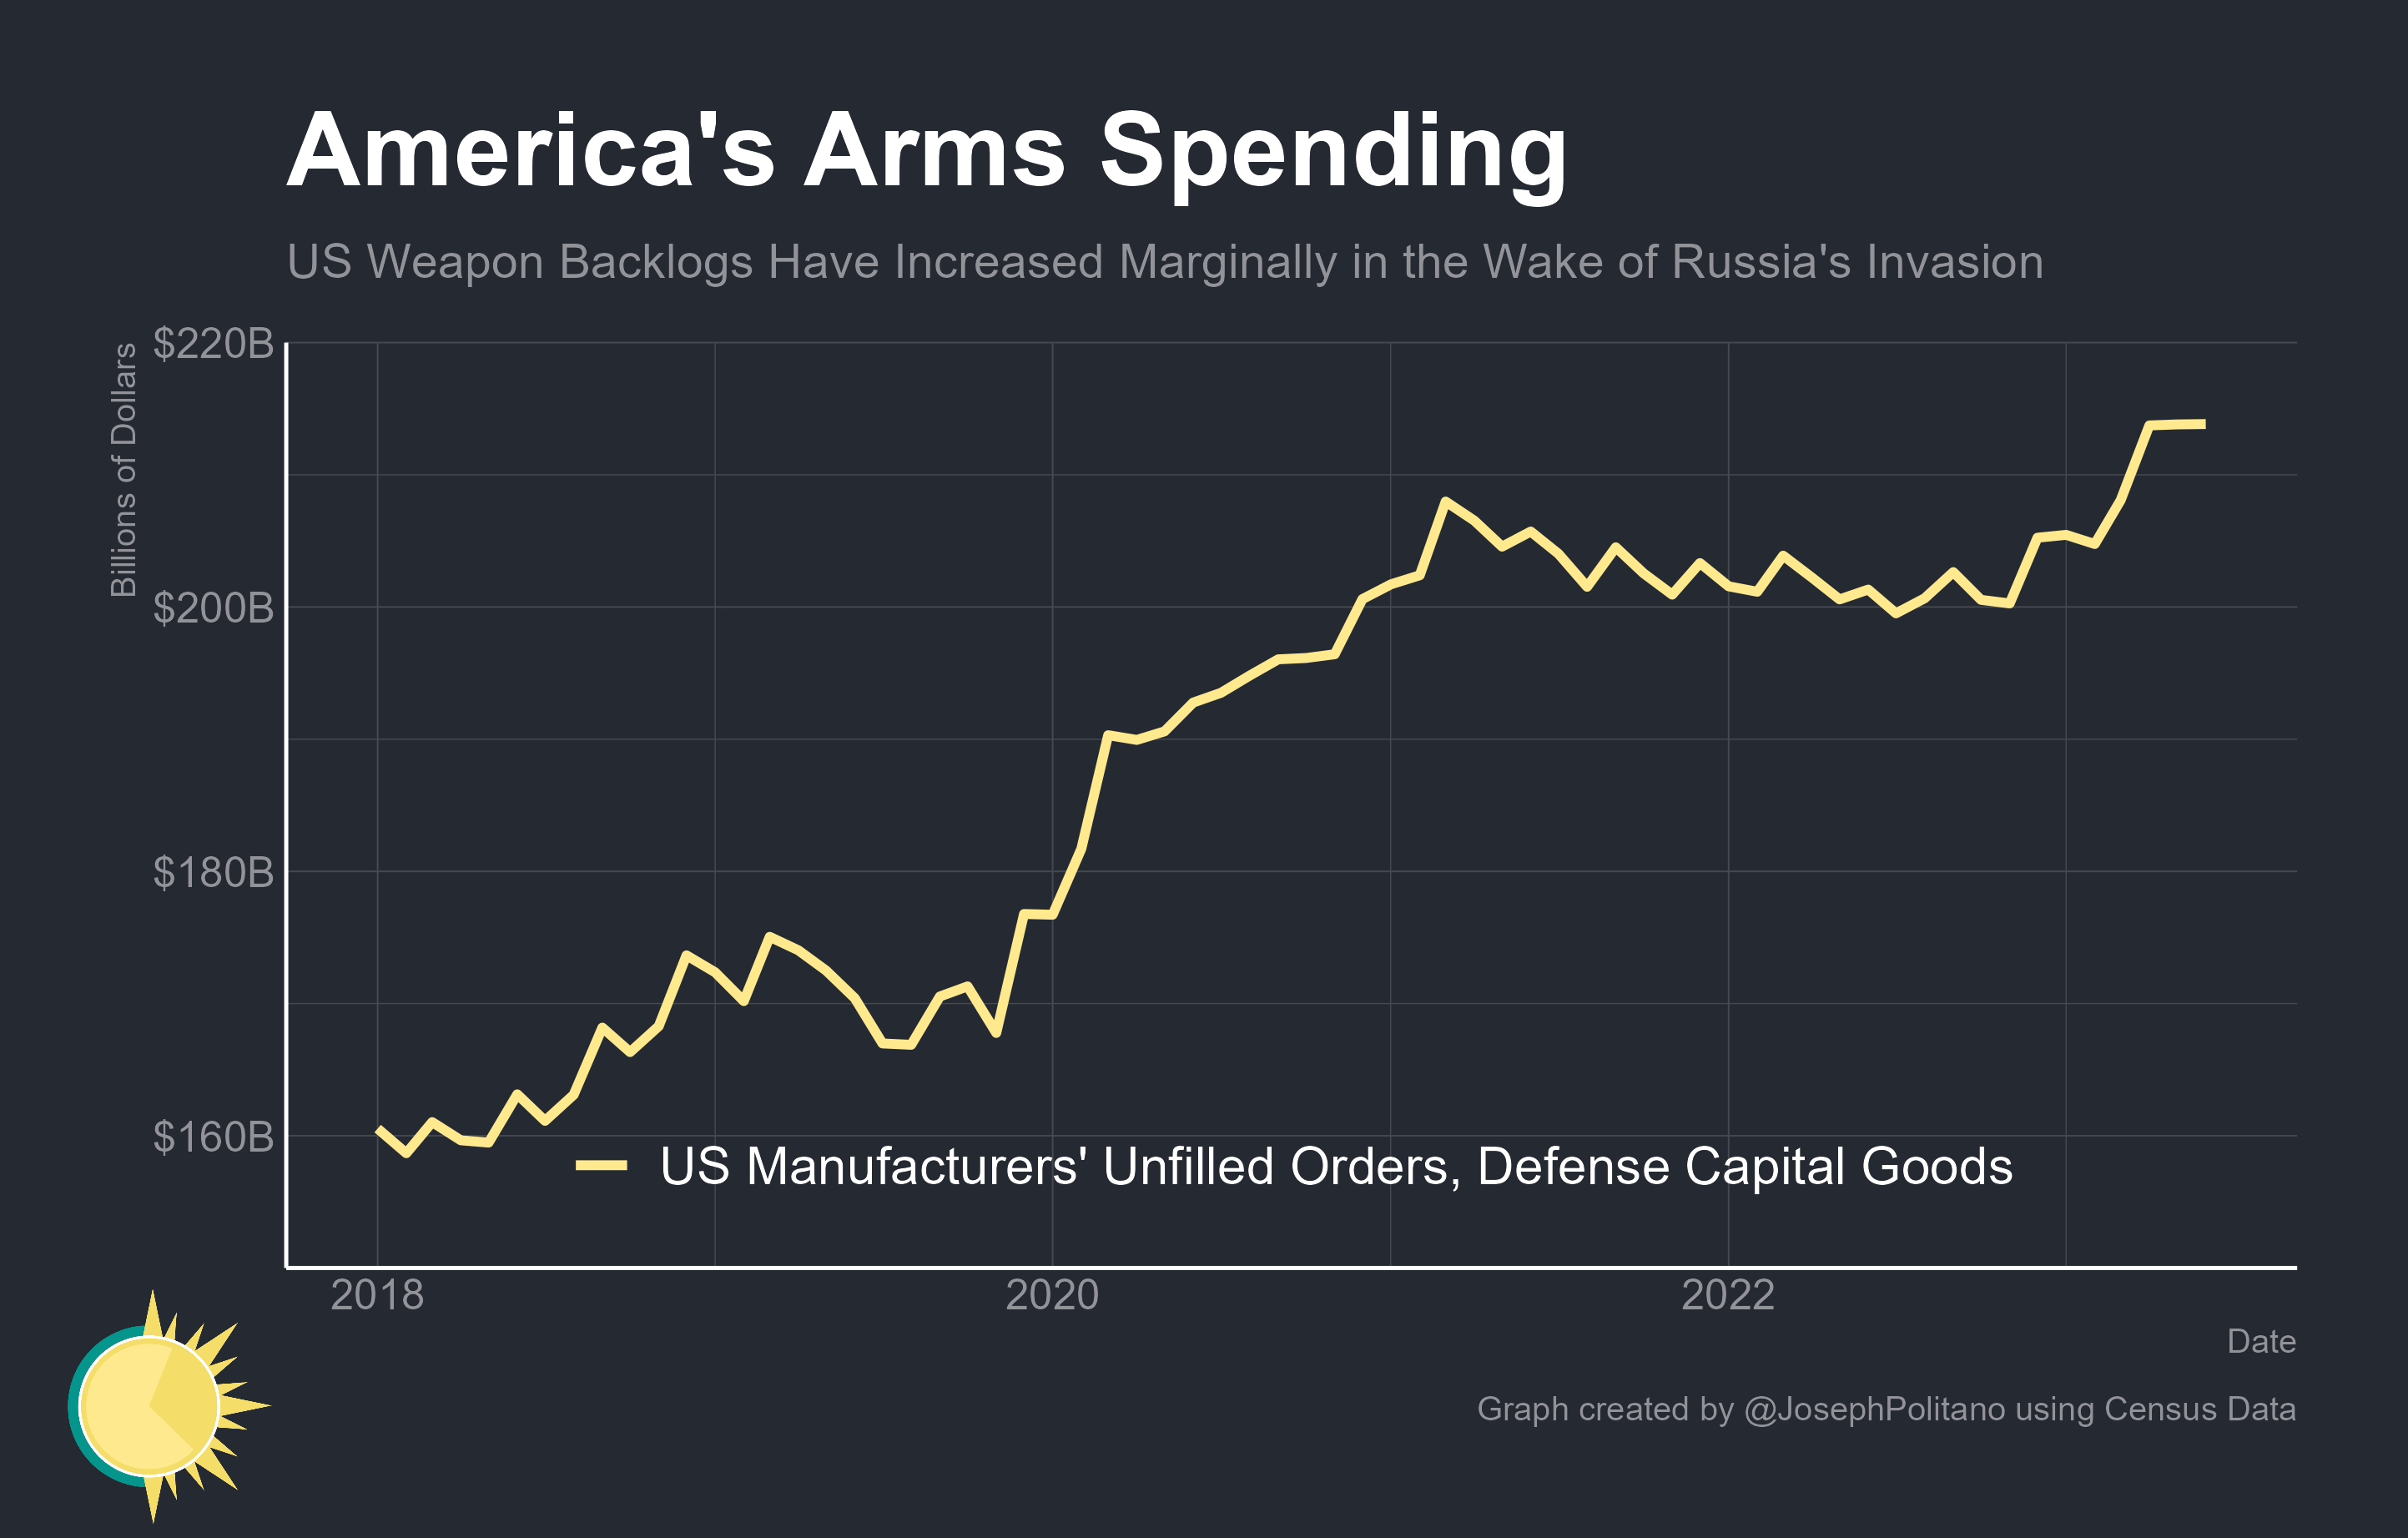 America's Arms Spending
US Weapon Backlogs Have Increased Marginally in the Wake of Russia's Invasion
Billions of Dollars
$220B
$200B
$180B
$160B
US Manufacturers' Unfilled Orders, Defense Capital Goods
2018
2020
2022
Date
Graph created by @JosephPolitano using Census Data